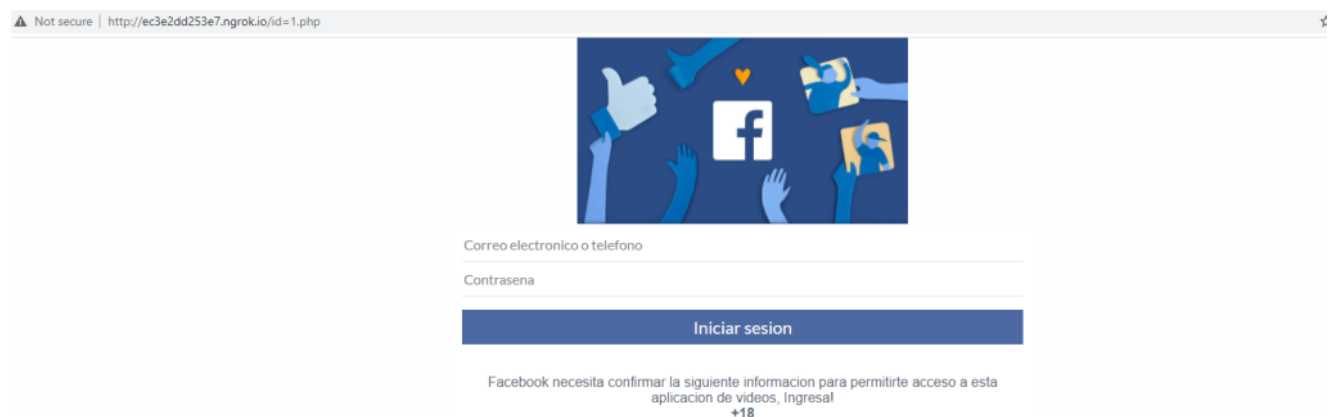 Not secure | http://ec3e2dd253e7.ngrok.io/id=1.php
f
Correo electronico o telefono
Contrasena
Iniciar sesion
Facebook necesita confirmar la siguiente informacion para permitirte acceso a esta
aplicacion de videos, Ingresa!
+18